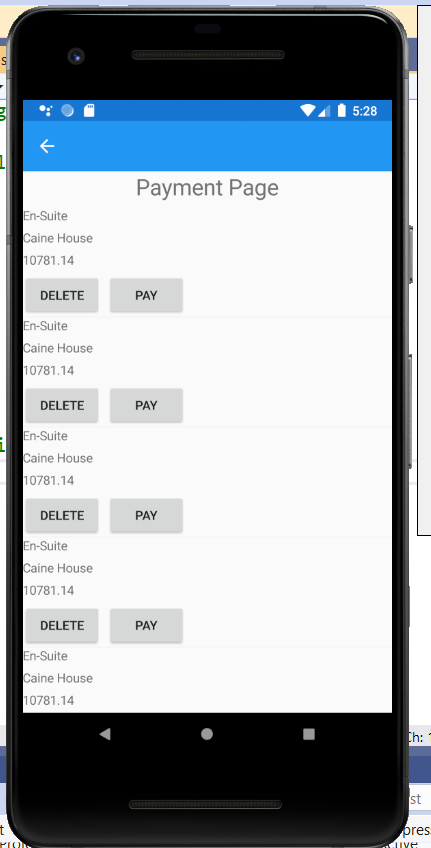 5:28
Payment Page
En-Suite
Caine House
10781.14
DELETE PAY
En-Suite
Caine House
10781.14
DELETE PAY
En-Suite
Caine House
10781.14
DELETE PAY
En-Suite
Caine House
10781.14
DELETE PAY
En-Suite
Caine House
10781.14
Ch: 1